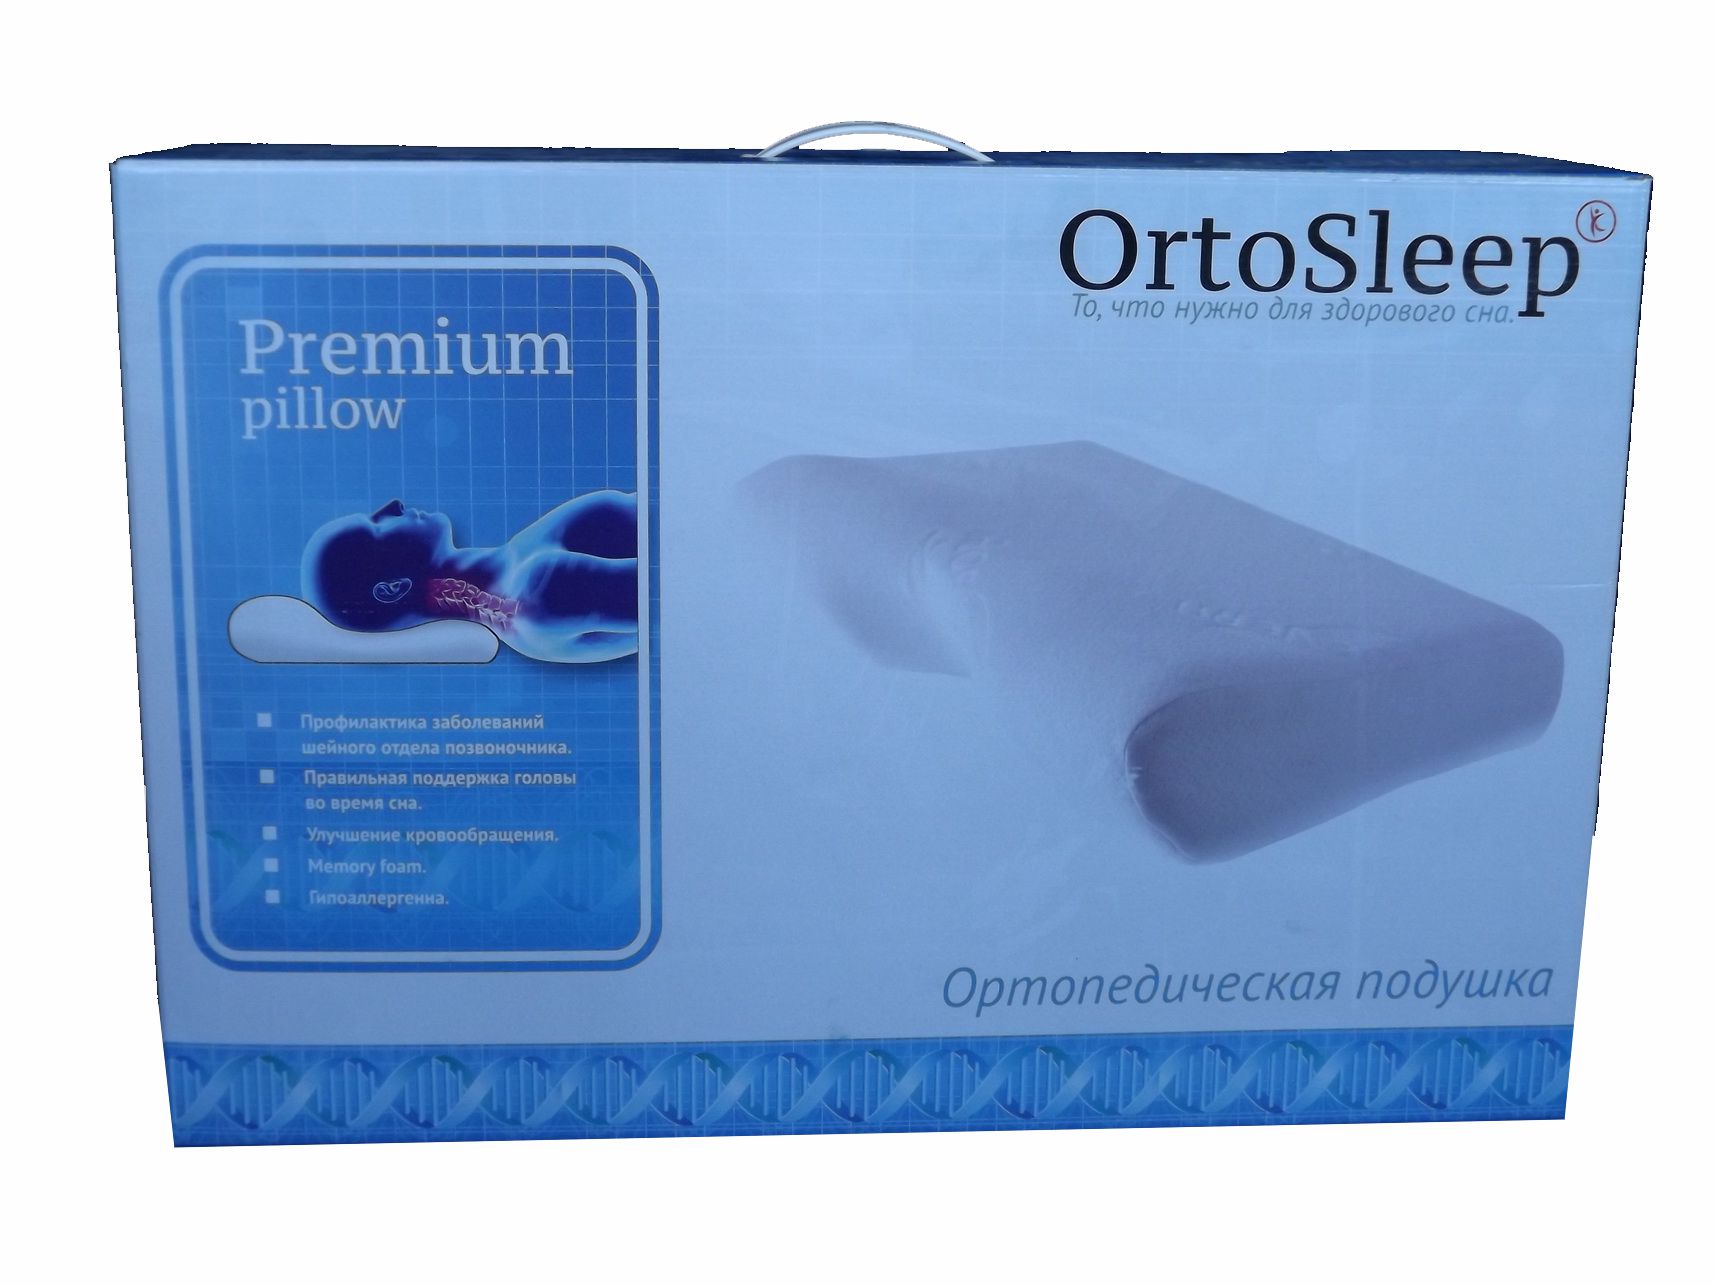 OrtoSleep
То, что нужно для здорового сна.
Premium
pillow
Профилактика заболеваний
шейного отдела позвоночника.
Правильная поддержка головы
во время сна.
Улучшение кровообращения.
Memory foam.
Гипоаллергенна.
Ортопедическая подушка